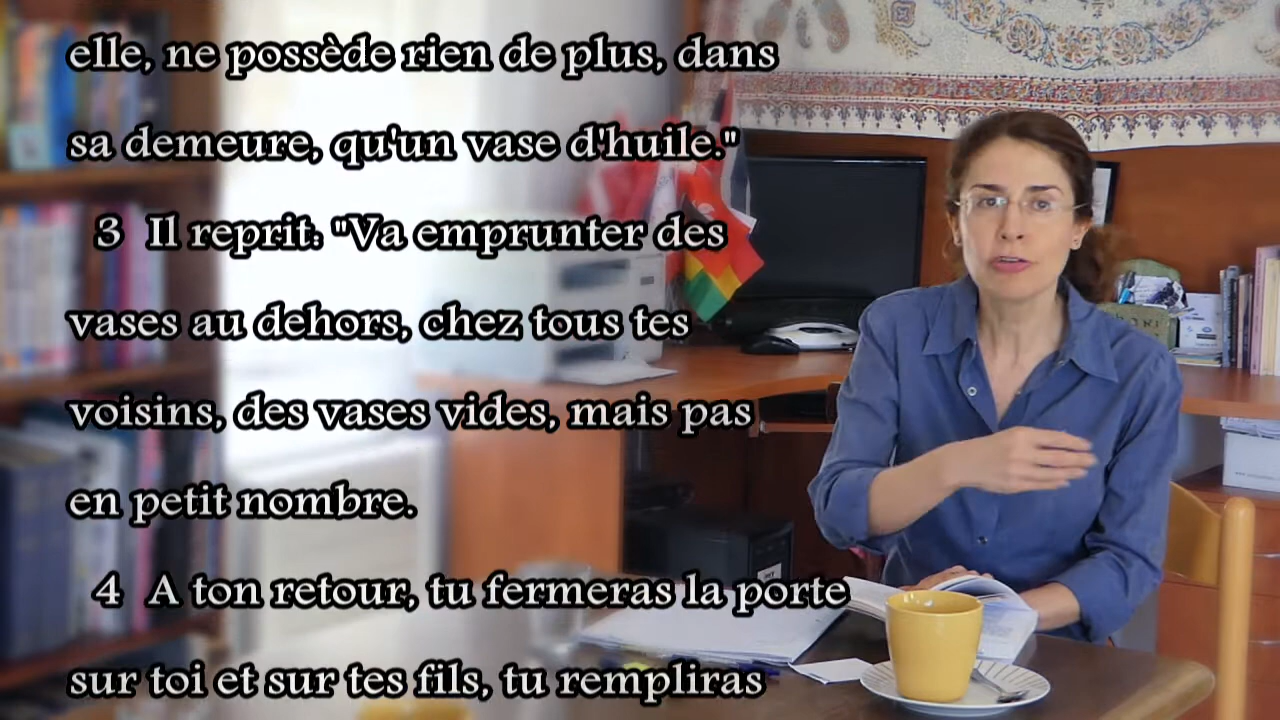 elle, ne possède rien de plus, dans
sa demeure, qu'un vase d'huile."
3 Il reprit: "Va emprunter des
vases au dehors, chez tous tes
voisins, des vases vides, mais pas
en petit nombre.
4 A ton retour, tu fermeras la porte
sur toi et sur tes fils, tu rempliras